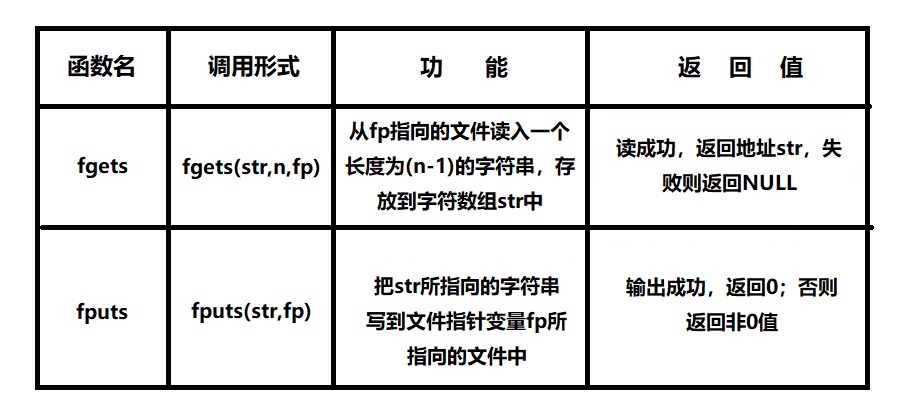 函数名
调用形式
功 能
返 回 值
fgets
fgets(str,n,fp)
从fp指向的文件读入一个
长度为(n-1)的字符串，存
放到字符数组str中
读成功，返回地址str，失
败则返回NULL
fputs
fputs(str,fp)
把str所指向的字符串
写到文件指针变量fp所
指向的文件中
输出成功，返回0；否则
返回非0值